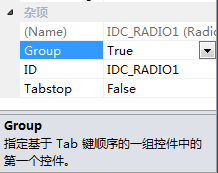 杂项
(Name) IDC_RADIO1 (Radi
Group True
ID IDC_RADIO1
Tabstop False
Group
指定基于 Tab 键顺序的一组控件中的
第一个控件。